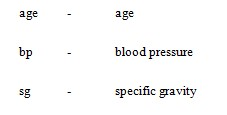 age - age
bp - blood pressure
sg - specific gravity